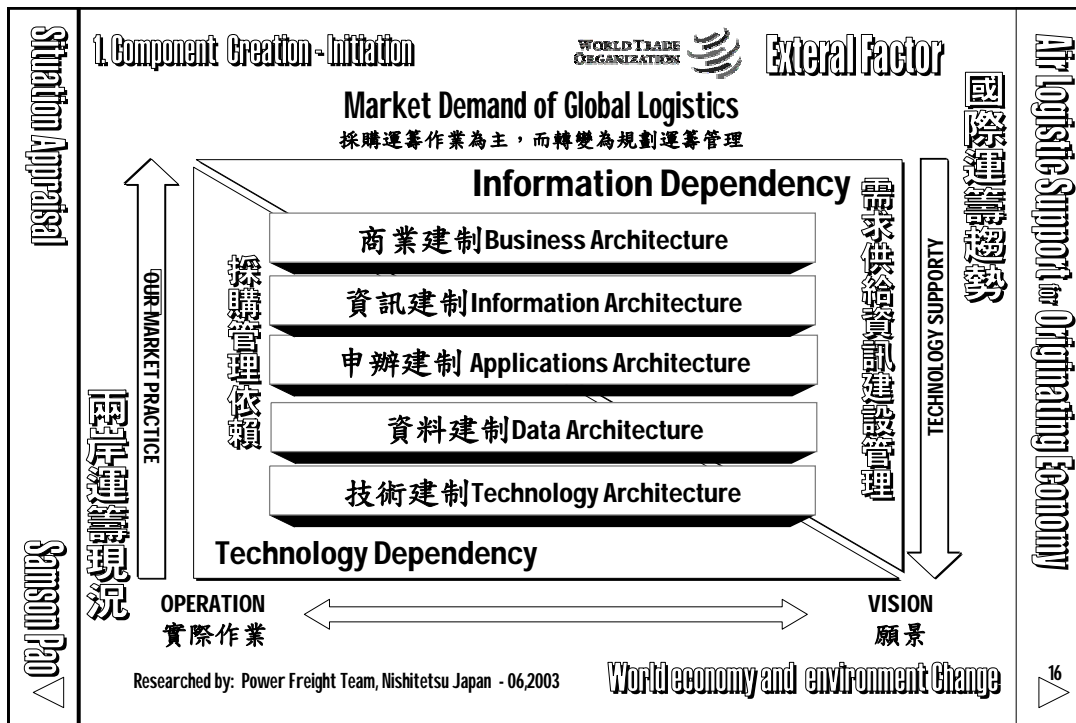 Situation Appraisal
Samson Pao
1. Component Creation - Initiation
WORLD TRADE
ORGANIZATION
Exteral Factor
Market Demand of Global Logistics
採購運籌作業為主，而轉變為規劃運籌管理
Information Dependency
商業建制Business Architecture
資訊建制Information Architecture
申辦建制 Applications Architecture
資料建制Data Architecture
技術建制Technology Architecture
Technology Dependency
採購管理依賴
需求供給資訊建設管理
OUR MARKET PRACTICE
兩岸運籌現況
TECHNOLOGY SUPPORTY
國際運籌趨勢
OPERATION
實際作業
VISION
願景
Researched by: Power Freight Team, Nishitetsu Japan - 06,2003
World economy and environment Change
Air Logistic Support for Originating Economy
16